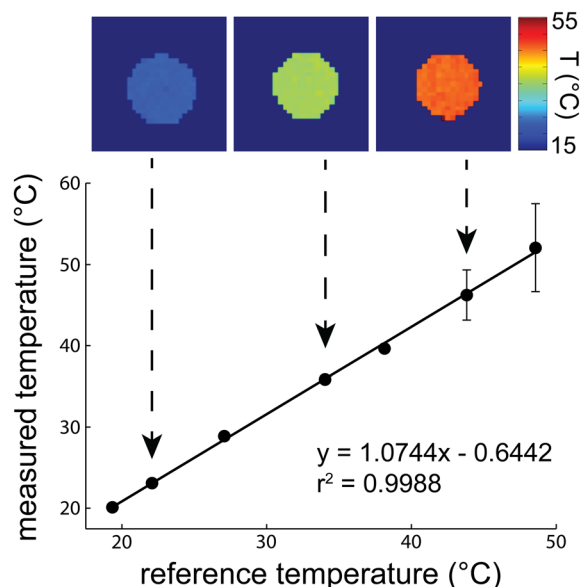 55
T (°C)
15
measured temperature (°C)
60
50
40
30
20
y = 1.0744x - 0.6442
r² = 0.9988
20 30 40 50
reference temperature (°C)